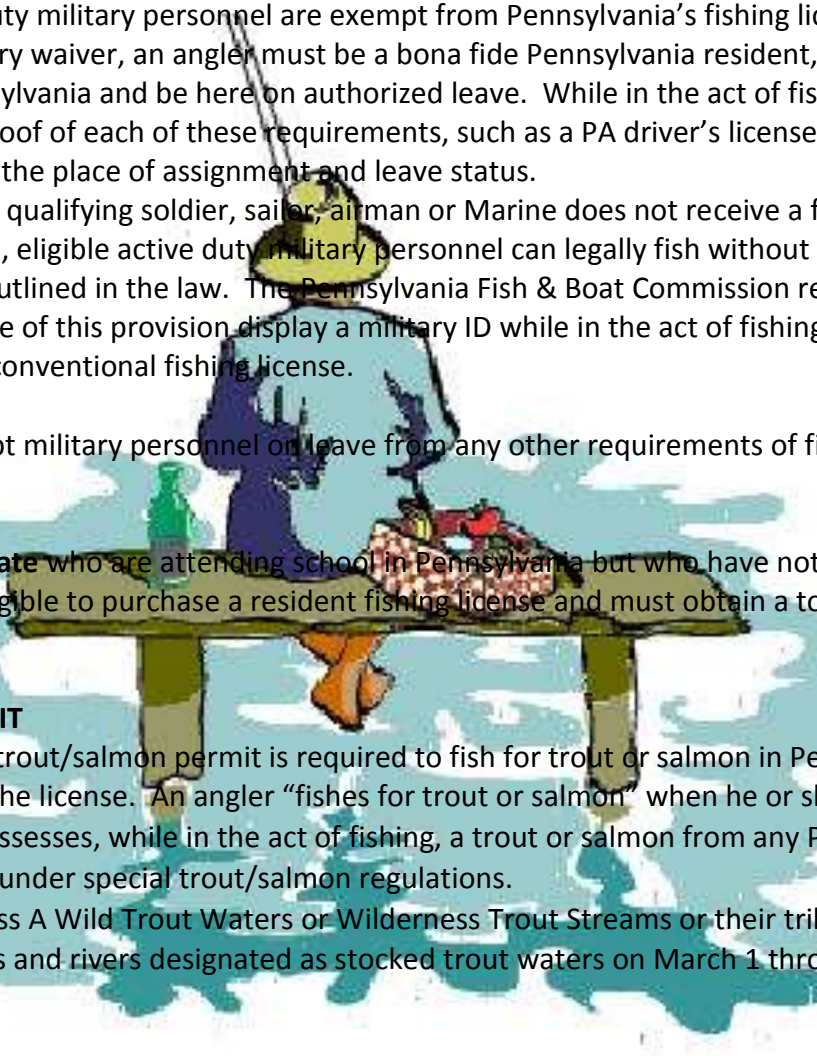 ty military personnel are exempt from Pennsylvania’s fishing lic
ry waiver, an angler must be a bona fide Pennsylvania resident,
ylvania and be here on authorized leave.  While in the act of fis
oof of each of these requirements, such as a PA driver’s license
the place of assignment and leave status.
qualifying soldier, sailor, airman or Marine does not receive a f
, eligible active duty military personnel can legally fish without
utlined in the law.  The Pennsylvania Fish & Boat Commission re
e of this provision display a military ID while in the act of fishing
conventional fishing license.
pt military personnel on leave from any other requirements of fi
ate who are attending school in Pennsylvania but who have not
gible to purchase a resident fishing license and must obtain a to
IT
trout/salmon permit is required to fish for trout or salmon in Pe
he license.  An angler “fishes for trout or salmon” when he or sh
ssesses, while in the act of fishing, a trout or salmon from any P
under special trout/salmon regulations.
ss A Wild Trout Waters or Wilderness Trout Streams or their trib
s and rivers designated as stocked trout waters on March 1 thro